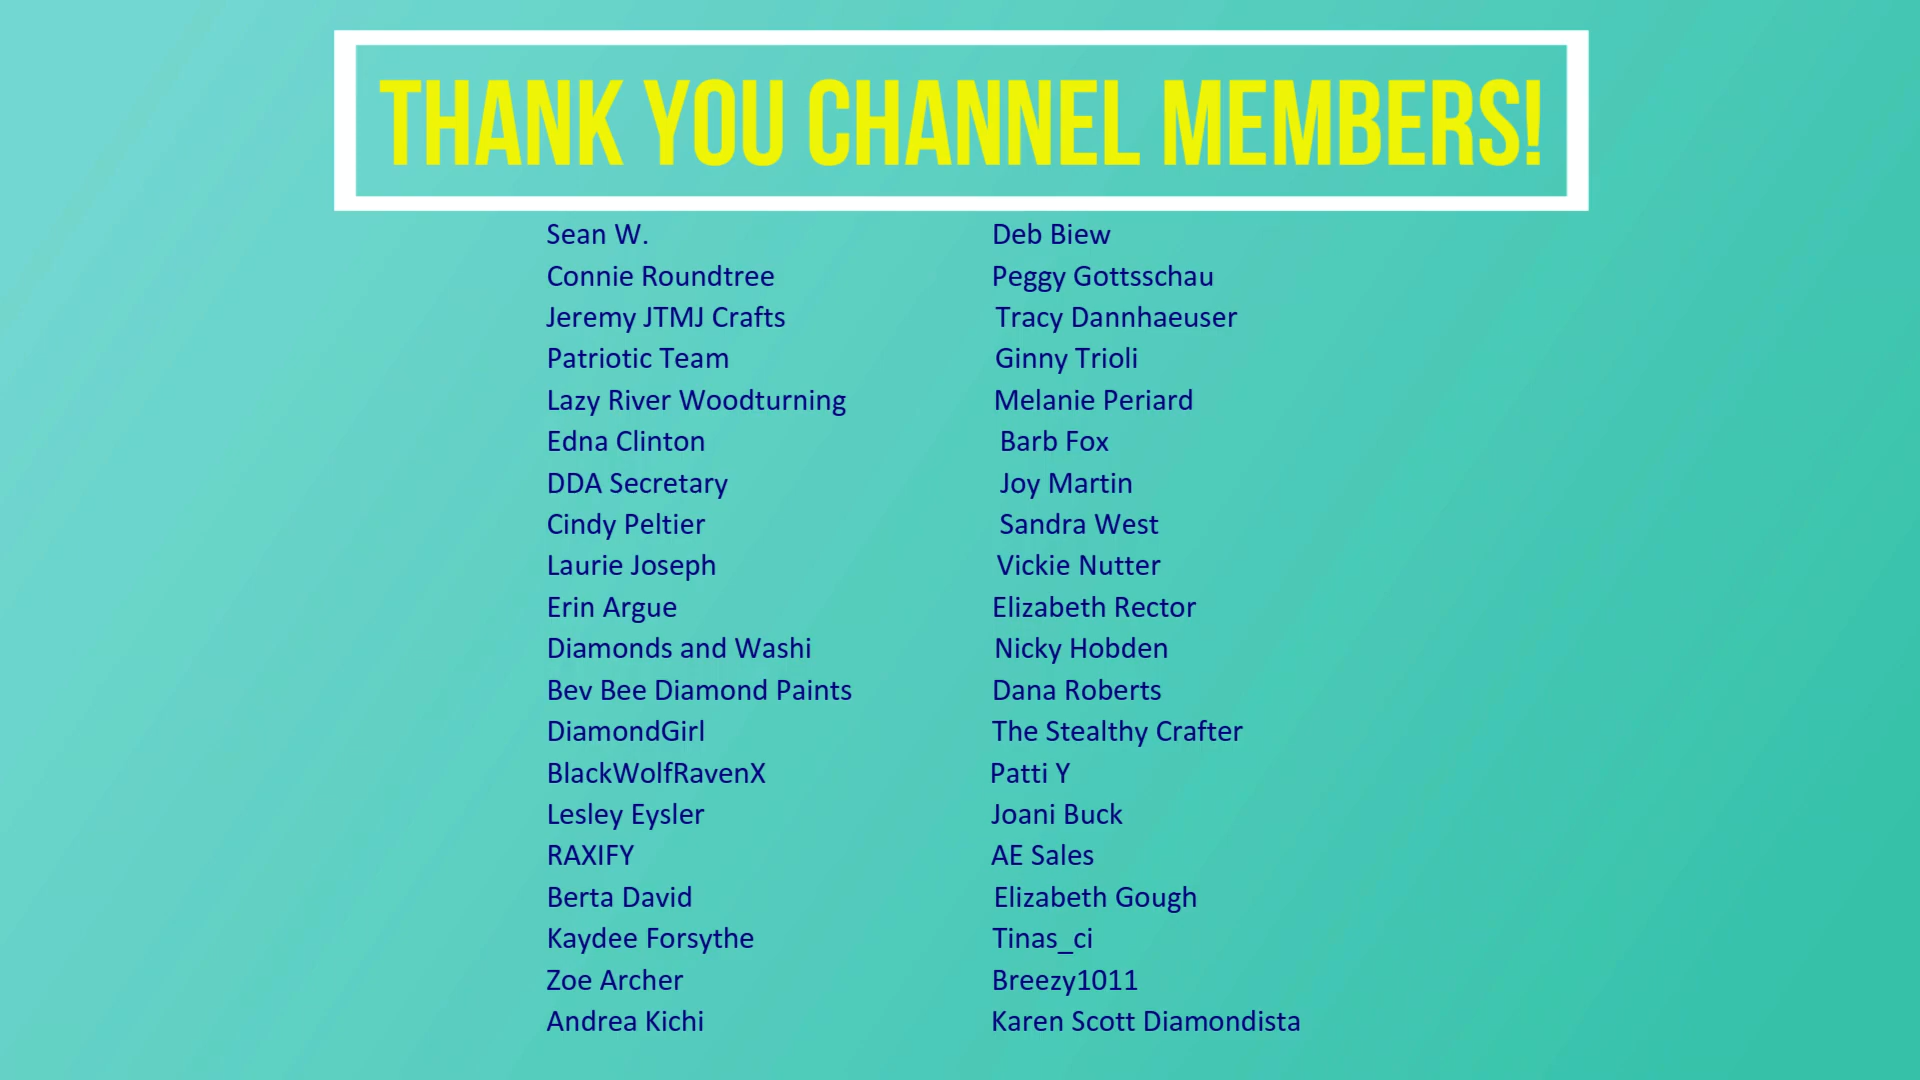 THANK YOU CHANNEL MEMBERS!
Sean W.
Connie Roundtree
Jeremy JTMJ Crafts
Patriotic Team
Lazy River Woodturning
Edna Clinton
DDA Secretary
Cindy Peltier
Laurie Joseph
Erin Argue
Diamonds and Washi
Bev Bee Diamond Paints
DiamondGirl
BlackWolfRavenX
Lesley Eysler
RAXIFY
Berta David
Kaydee Forsythe
Zoe Archer
Andrea Kichi
Deb Biew
Peggy Gottsschau
Tracy Dannhaeuser
Ginny Trioli
Melanie Periard
Barb Fox
Joy Martin
Sandra West
Vickie Nutter
Elizabeth Rector
Nicky Hobden
Dana Roberts
The Stealthy Crafter
Patti Y
Joani Buck
AE Sales
Elizabeth Gough
Tinas_ci
Breezy1011
Karen Scott Diamondista